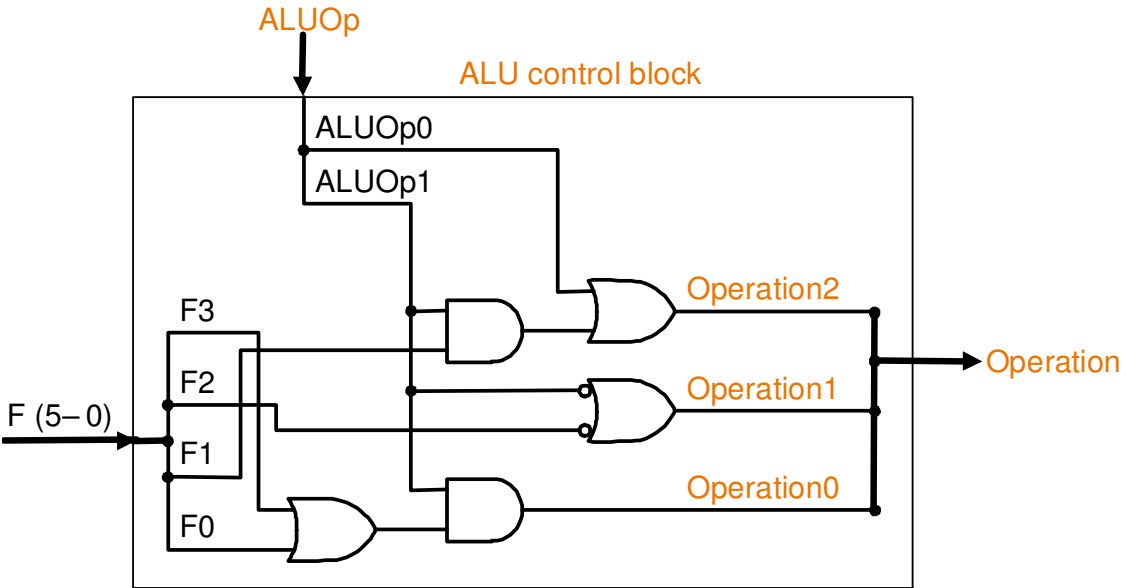 ALUOp
ALU control block
ALUOp0
ALUOp1
Operation2
F3
Operation
F2
Operation1
F (5– 0)
F1
Operation0
F0